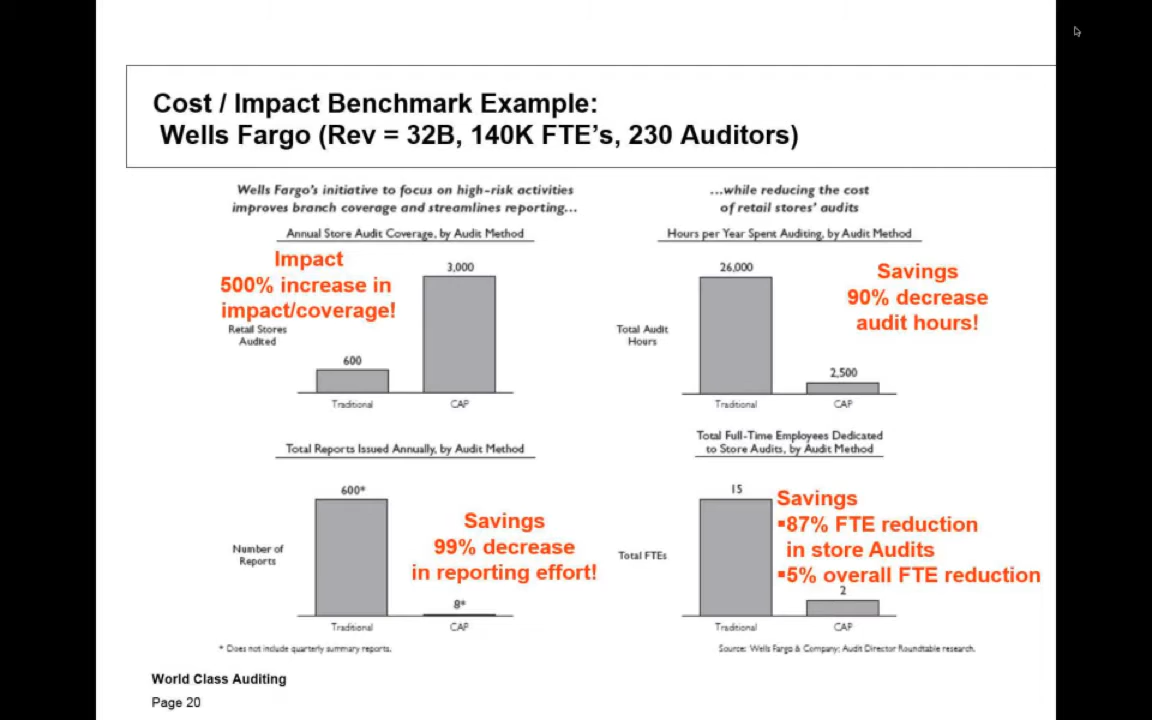 Cost / Impact Benchmark Example:
Wells Fargo (Rev = 32B, 140K FTE's, 230 Auditors)
Wells Fargo's initiative to focus on high-risk activities
improves branch coverage and streamlines reporting...
Annual Store Audit Coverage, by Audit Method
Impact
500% increase in
impact/coverage!
Retail Stores
Audited
600
3,000
Traditional
CAP
...while reducing the cost
of retail stores' audits
Hours per Year Spent Auditing, by Audit Method
26,000
Savings
90% decrease
audit hours!
Total Audit
Hours
2,500
Traditional
CAP
Total Reports Issued Annually, by Audit Method
600*
Savings
99% decrease
in reporting effort!
Number of
Reports
8*
Traditional
CAP
* Does not include quarterly summary reports.
Total Full-Time Employees Dedicated
to Store Audits, by Audit Method
15
Savings
▪87% FTE reduction
in store Audits
▪5% overall FTE reduction
Total FTEs
2
Traditional
CAP
Source: Wells Fargo & Company; Audit Director Roundtable research.
World Class Auditing
Page 20